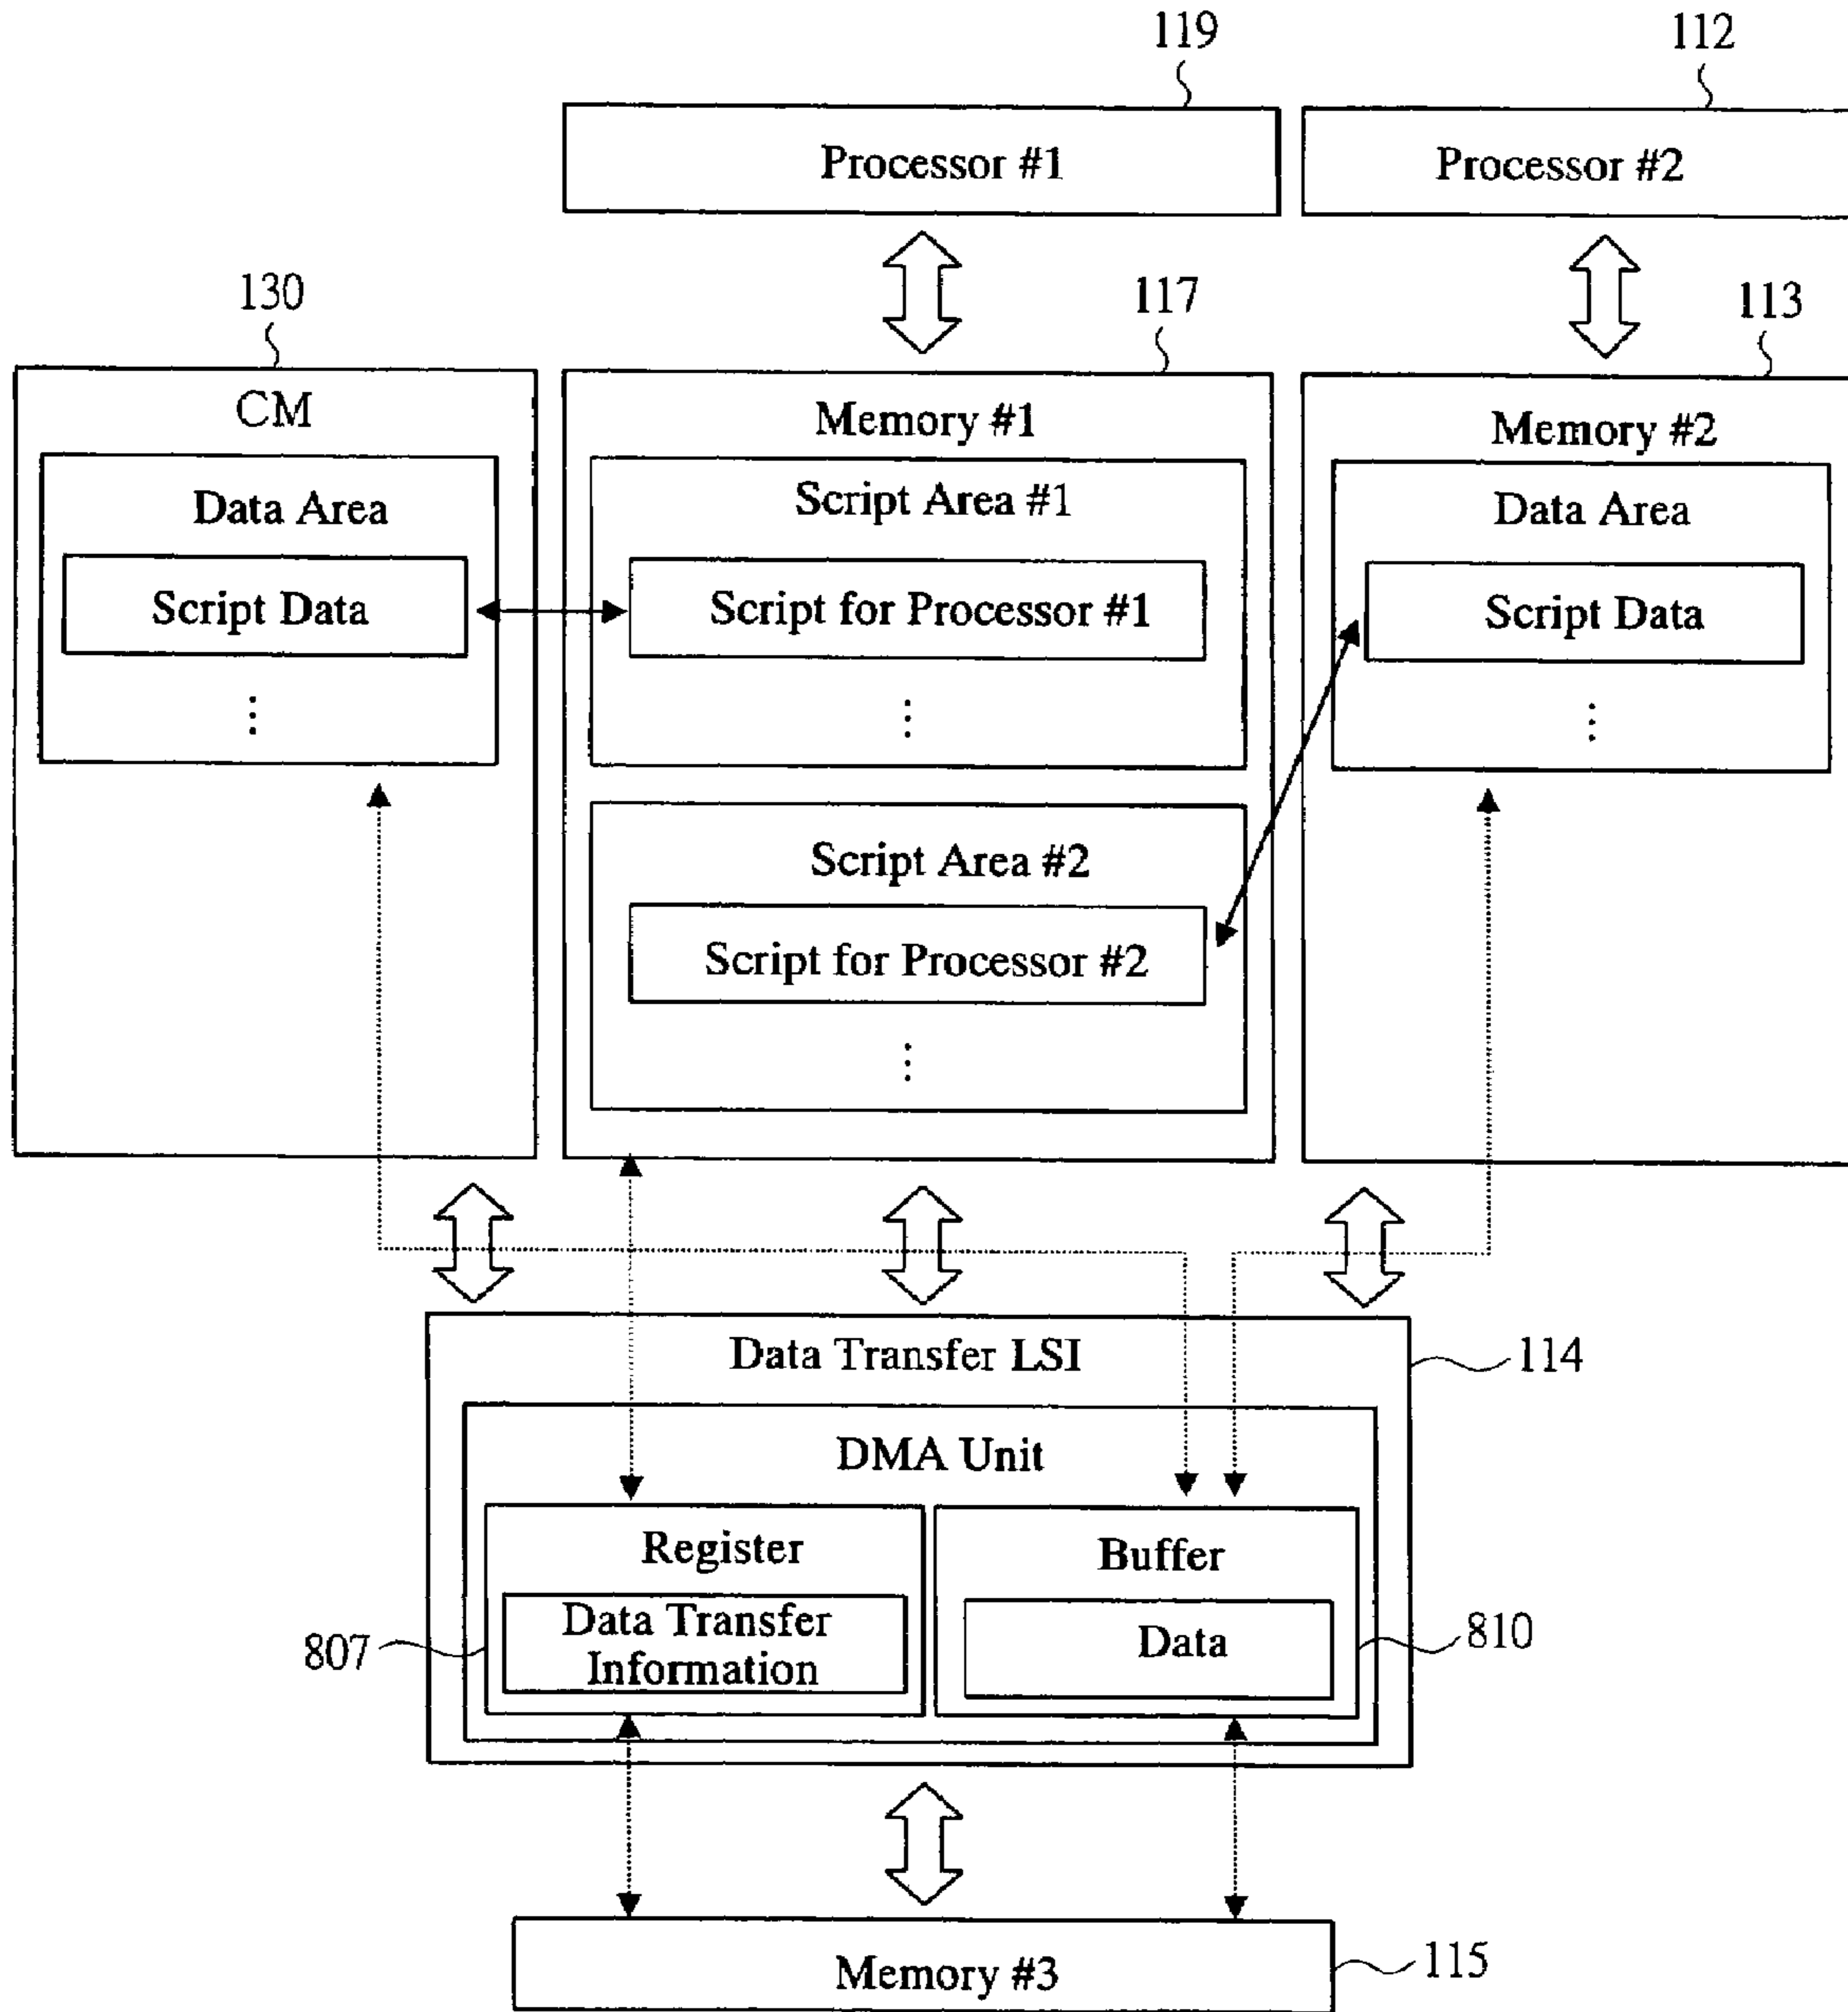 119
112
Processor #1
Processor #2
130
117
113
CM
Memory #1
Memory #2
Data Area
Script Area #1
Data Area
Script Data
Script for Processor #1
Script Data
Script Area #2
Script for Processor #2
Data Transfer LSI
114
DMA Unit
Register
Buffer
807
Data Transfer
Information
Data
810
Memory #3
115